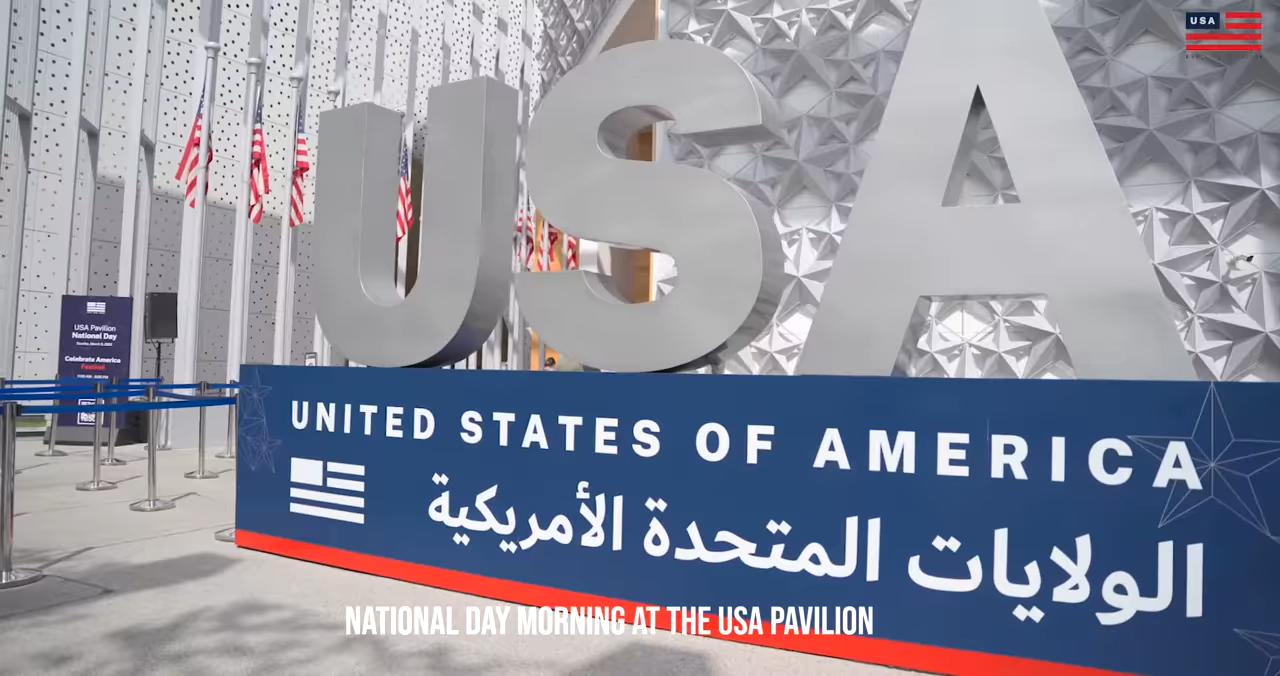 USA
USA
USA Pavilion
National Day
Celebrate America
Festival
UNITED STATES OF AMERICA
الولايات المتحدة الأمريكية
NATIONAL DAY MORNING AT THE USA PAVILION